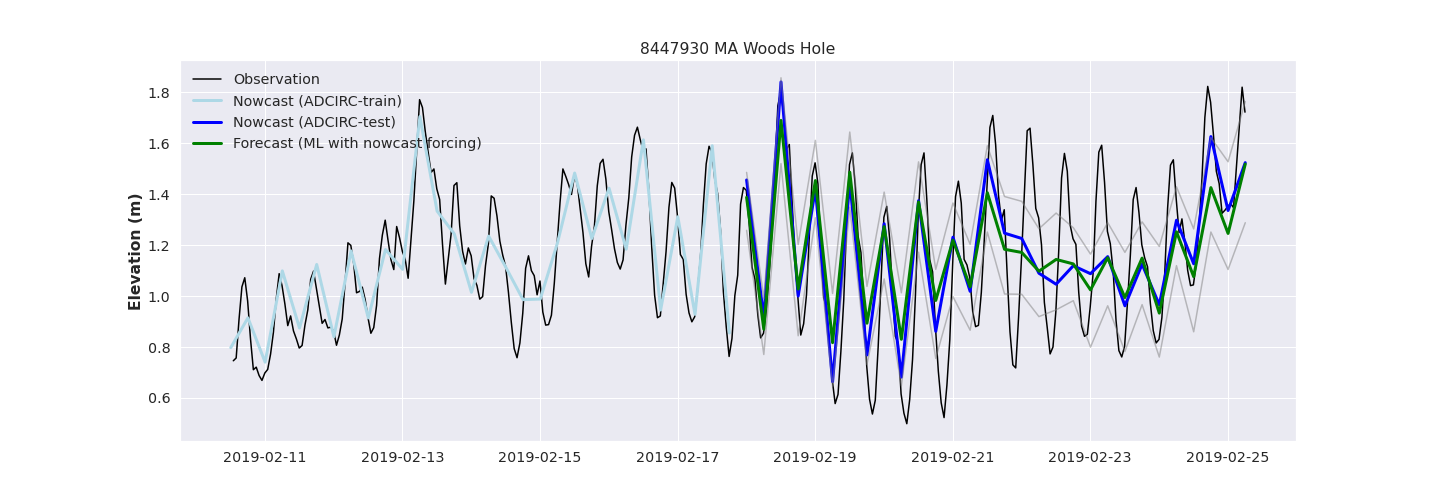 8447930 MA Woods Hole
Observation
Nowcast (ADCIRC-train)
Nowcast (ADCIRC-test)
Forecast (ML with nowcast forcing)
Elevation (m)
1.8
1.6
1.4
1.2
1.0
0.8
0.6
2019-02-11 2019-02-13 2019-02-15 2019-02-17 2019-02-19 2019-02-21 2019-02-23 2019-02-25